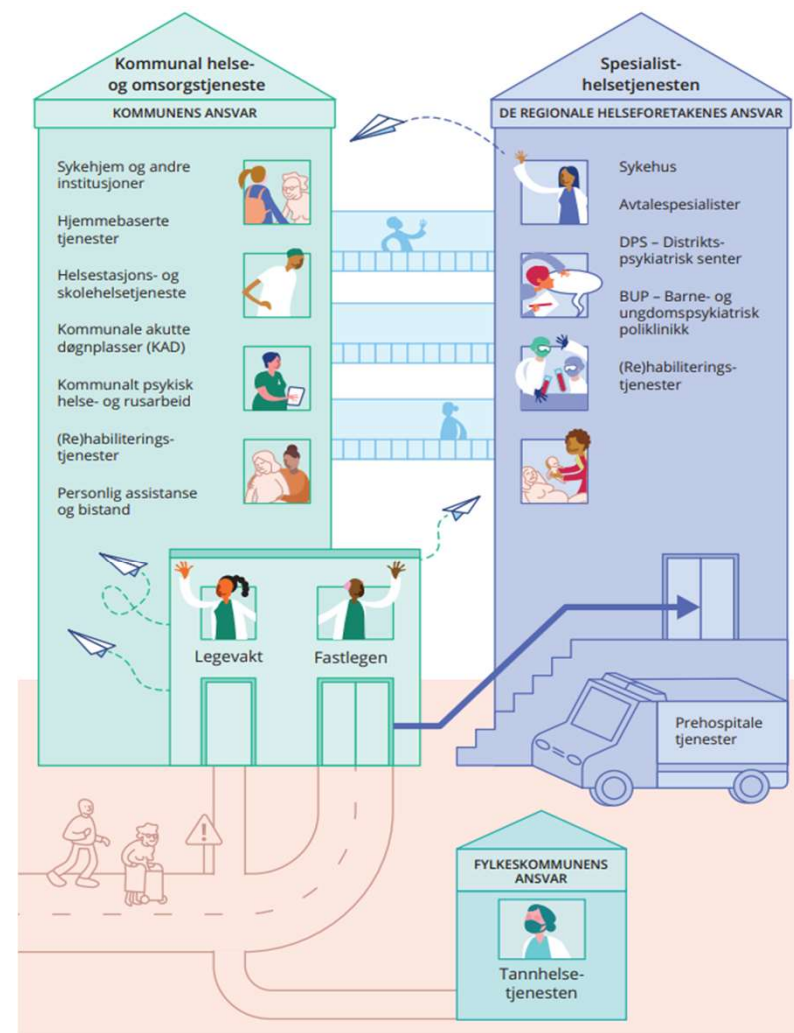 Kommunal helse-
og omsorgstjeneste
KOMMUNENS ANSVAR
Sykehjem og andre
institusjoner
Hjemmebaserte
tjenester
Helsestasjons- og
skolehelsetjeneste
Kommunale akutte
døgnplasser (KAD)
Kommunalt psykisk
helse- og rusarbeid
(Re)habiliterings-
tjenester
Personlig assistanse
og bistand
Legevakt
Fastlegen
Spesialist-
helsetjenesten
DE REGIONALE HELSEFORETAKENES ANSVAR
Sykehus
Avtalespesialister
DPS – Distrikts-
psykiatrisk senter
BUP – Barne- og
ungdomspsykiatrisk
poliklinikk
(Re)habiliterings-
tjenester
Prehospitale
tjenester
FYLKESKOMMUNENS
ANSVAR
Tannhelse-
tjenesten